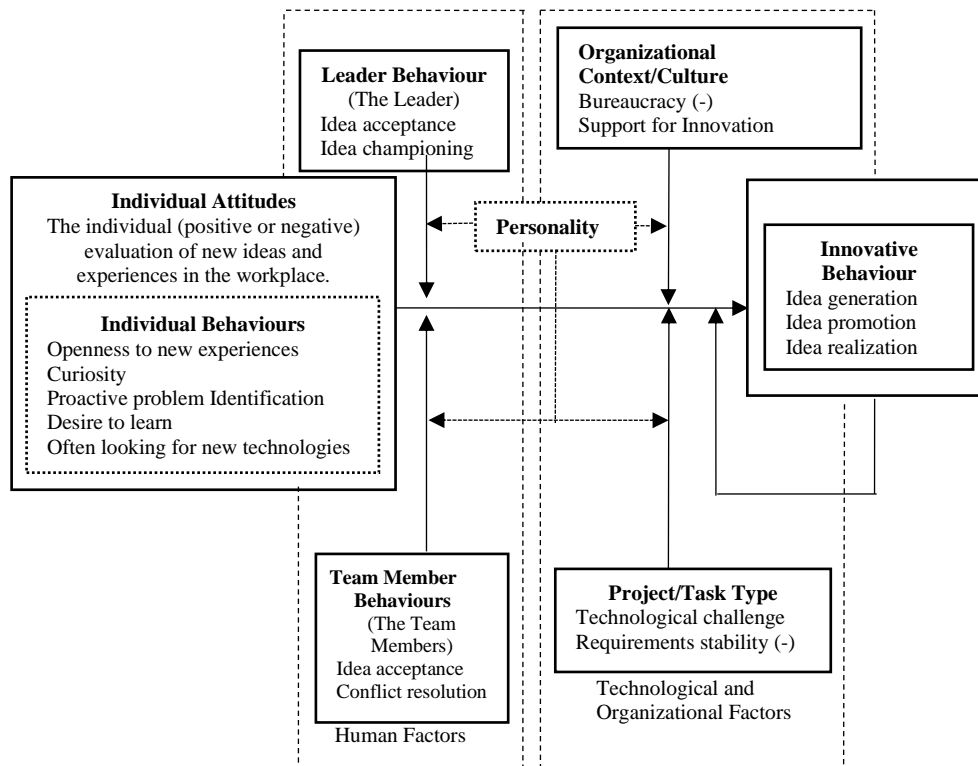 Leader Behaviour
(The Leader)
Idea acceptance
Idea championing
Organizational
Context/Culture
Bureaucracy (-)
Support for Innovation
Individual Attitudes
The individual (positive or negative)
evaluation of new ideas and
experiences in the workplace.
Personality
Innovative
Behaviour
Idea generation
Idea promotion
Idea realization
Individual Behaviours
Openness to new experiences
Curiosity
Proactive problem Identification
Desire to learn
Often looking for new technologies
Team Member
Behaviours
(The Team
Members)
Idea acceptance
Conflict resolution
Project/Task Type
Technological challenge
Requirements stability (-)
Human Factors
Technological and
Organizational Factors